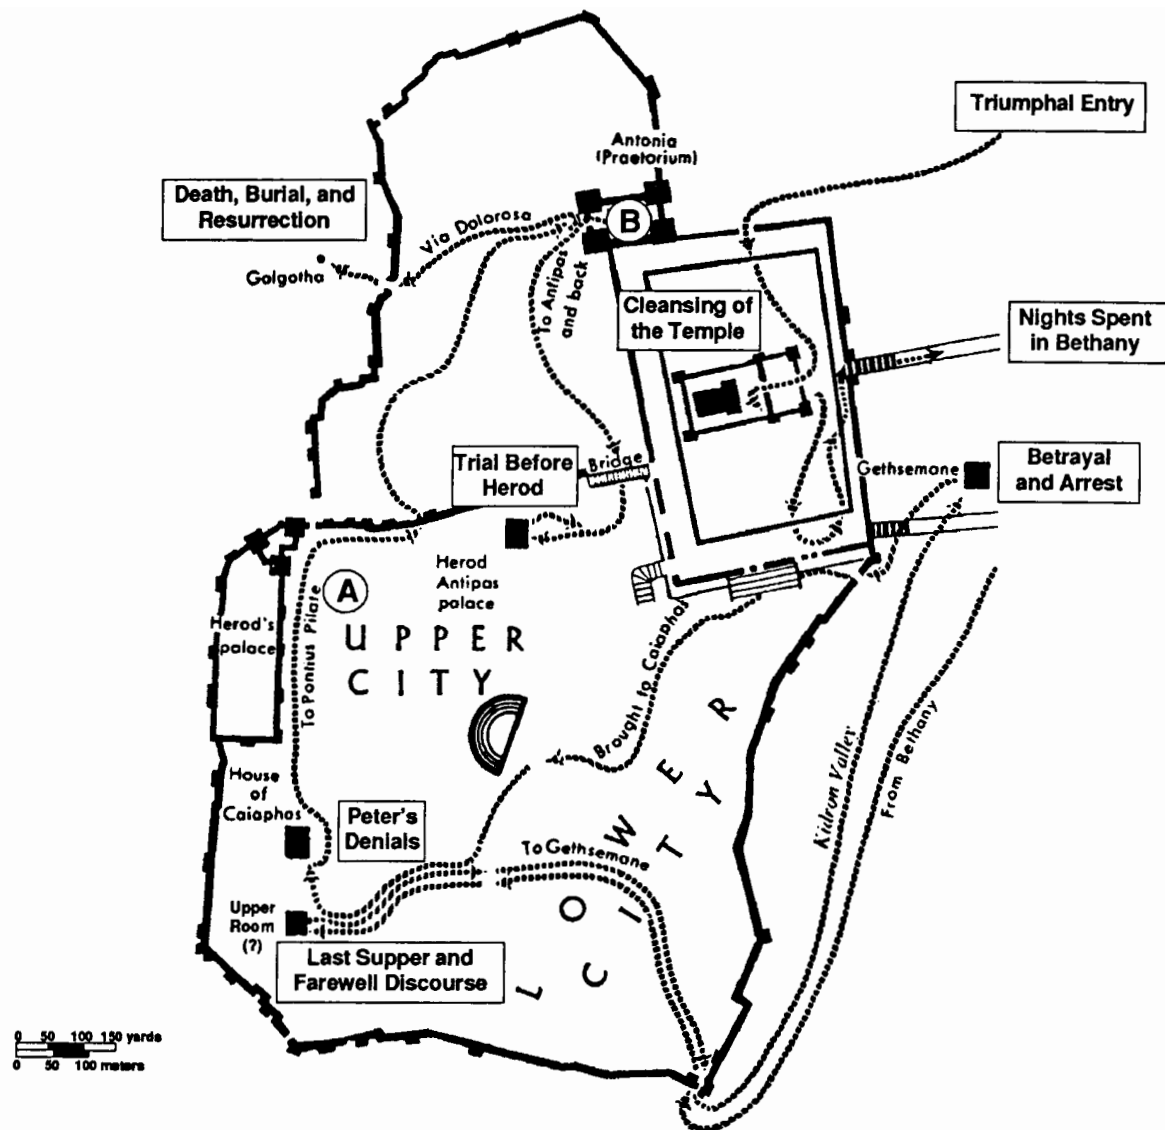 Triumphal Entry
Antonia
(Praetorium)
Death, Burial, and
Resurrection
Via Dolorosa
B
Golgotha
To Antipas
and back
Cleansing of
the Temple
Nights Spent
in Bethany
Trial Before
Herod
Bridge
Gethsemane
Betrayal
and Arrest
Herod
Antipas
palace
A
To Pontius Pilate
Herod's
palace
UPPER
CITY
Brought to Caiaphas
LOWER
CITY
Kidron Valley
From Bethany
House
of
Caiaphas
Peter's
Denials
To Gethsemane
Upper
Room
(?)
Last Supper and
Farewell Discourse
0 50 100 150 yards
0 50 100 meters